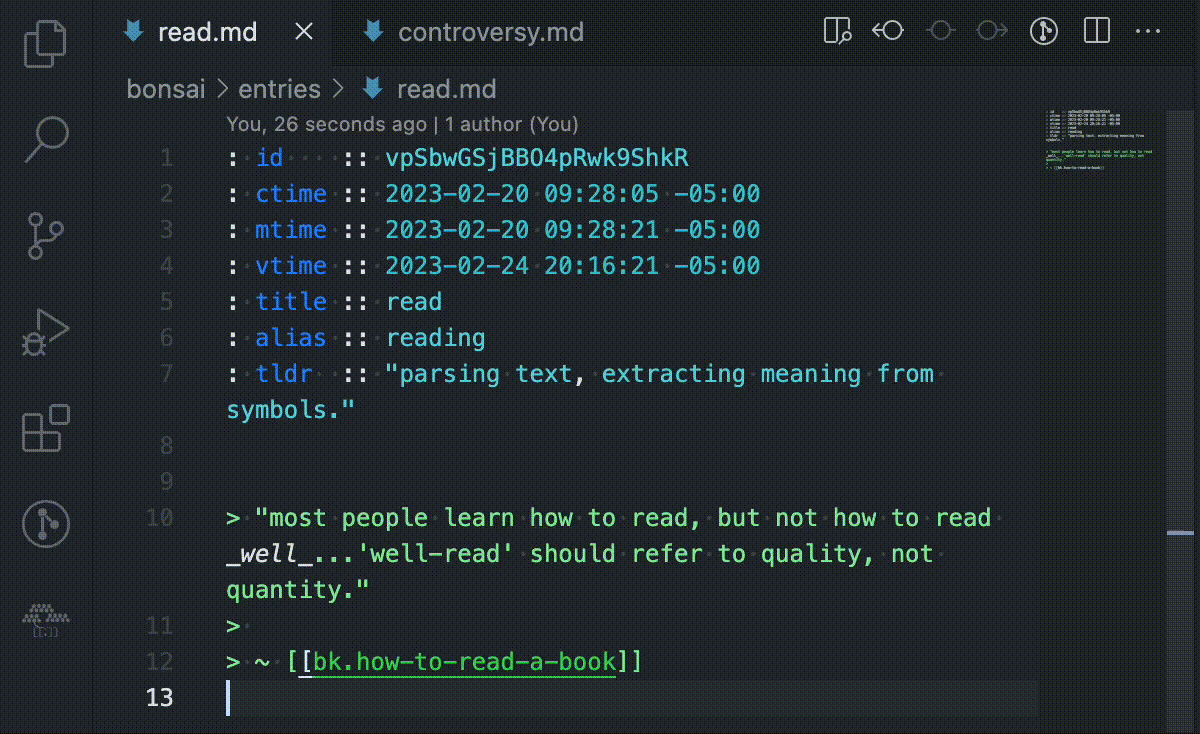 read.md
controversy.md
bonsai > entries > read.md
You, 26 seconds ago | 1 author (You)
1 : id :: vpSbwGSjBBO4pRwk9ShkR
2 : ctime :: 2023-02-20 09:28:05 -05:00
3 : mtime :: 2023-02-20 09:28:21 -05:00
4 : vtime :: 2023-02-24 20:16:21 -05:00
5 : title :: read
6 : alias :: reading
7 : tldr :: "parsing text, extracting meaning from
symbols."
8
9
10 > "most people learn how to read, but not how to read
_well_...'well-read' should refer to quality, not
quantity."
11 >
12 > ~ [[bk.how-to-read-a-book]]
13